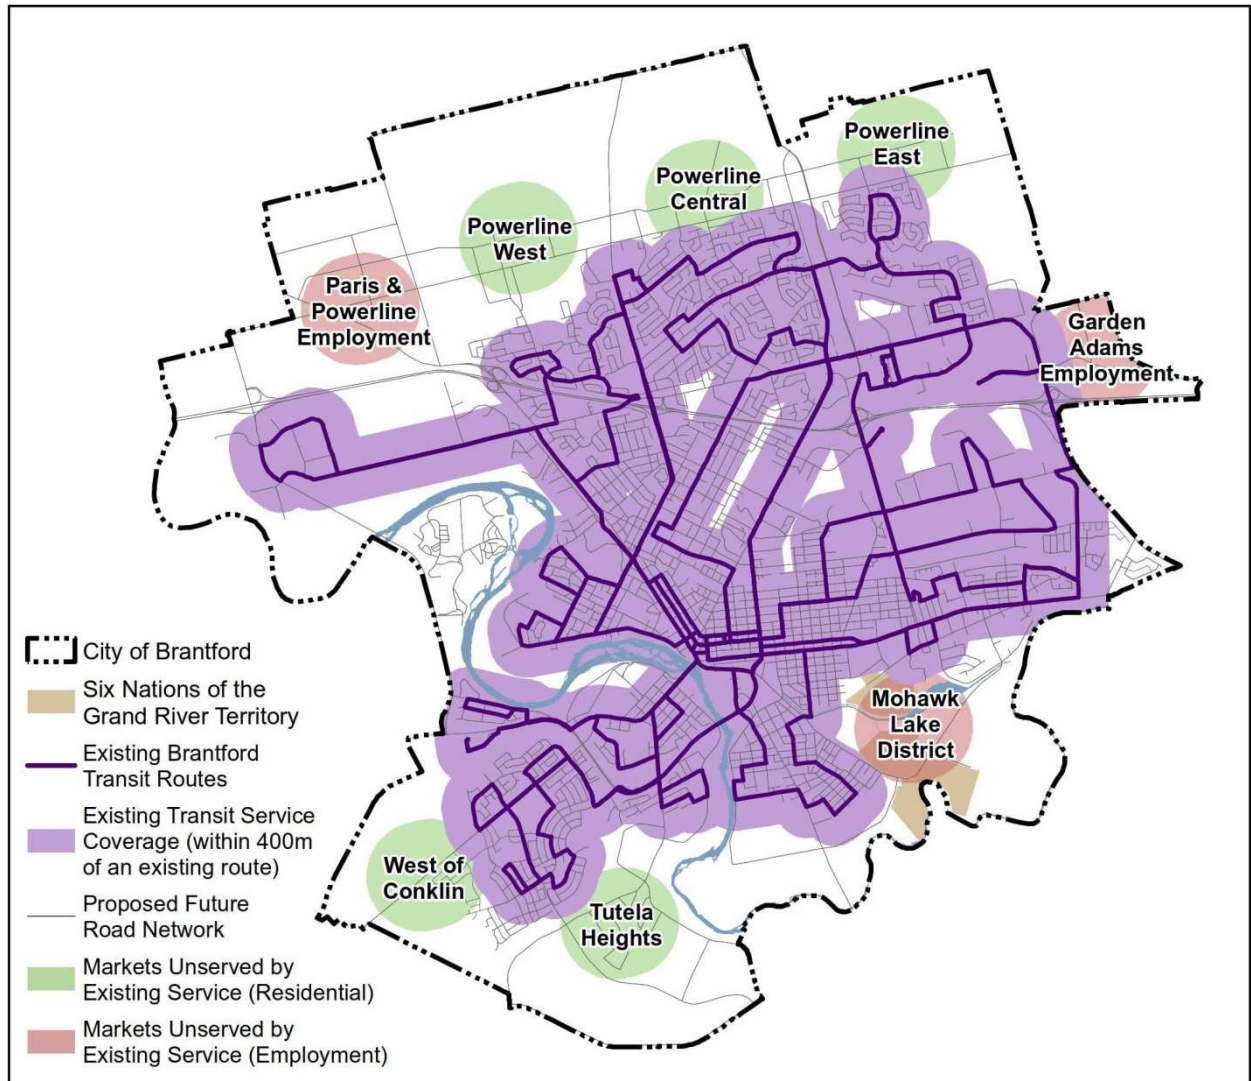 Powerline
East
Powerline
Central
Powerline
West
Paris &
Powerline
Employment
Garden
Adams
Employment
Mohawk
Lake
District
West of
Conklin
Tutela
Heights
City of Brantford
Six Nations of the
Grand River Territory
Existing Brantford
Transit Routes
Existing Transit Service
Coverage (within 400m
of an existing route)
Proposed Future
Road Network
Markets Unserved by
Existing Service (Residential)
Markets Unserved by
Existing Service (Employment)